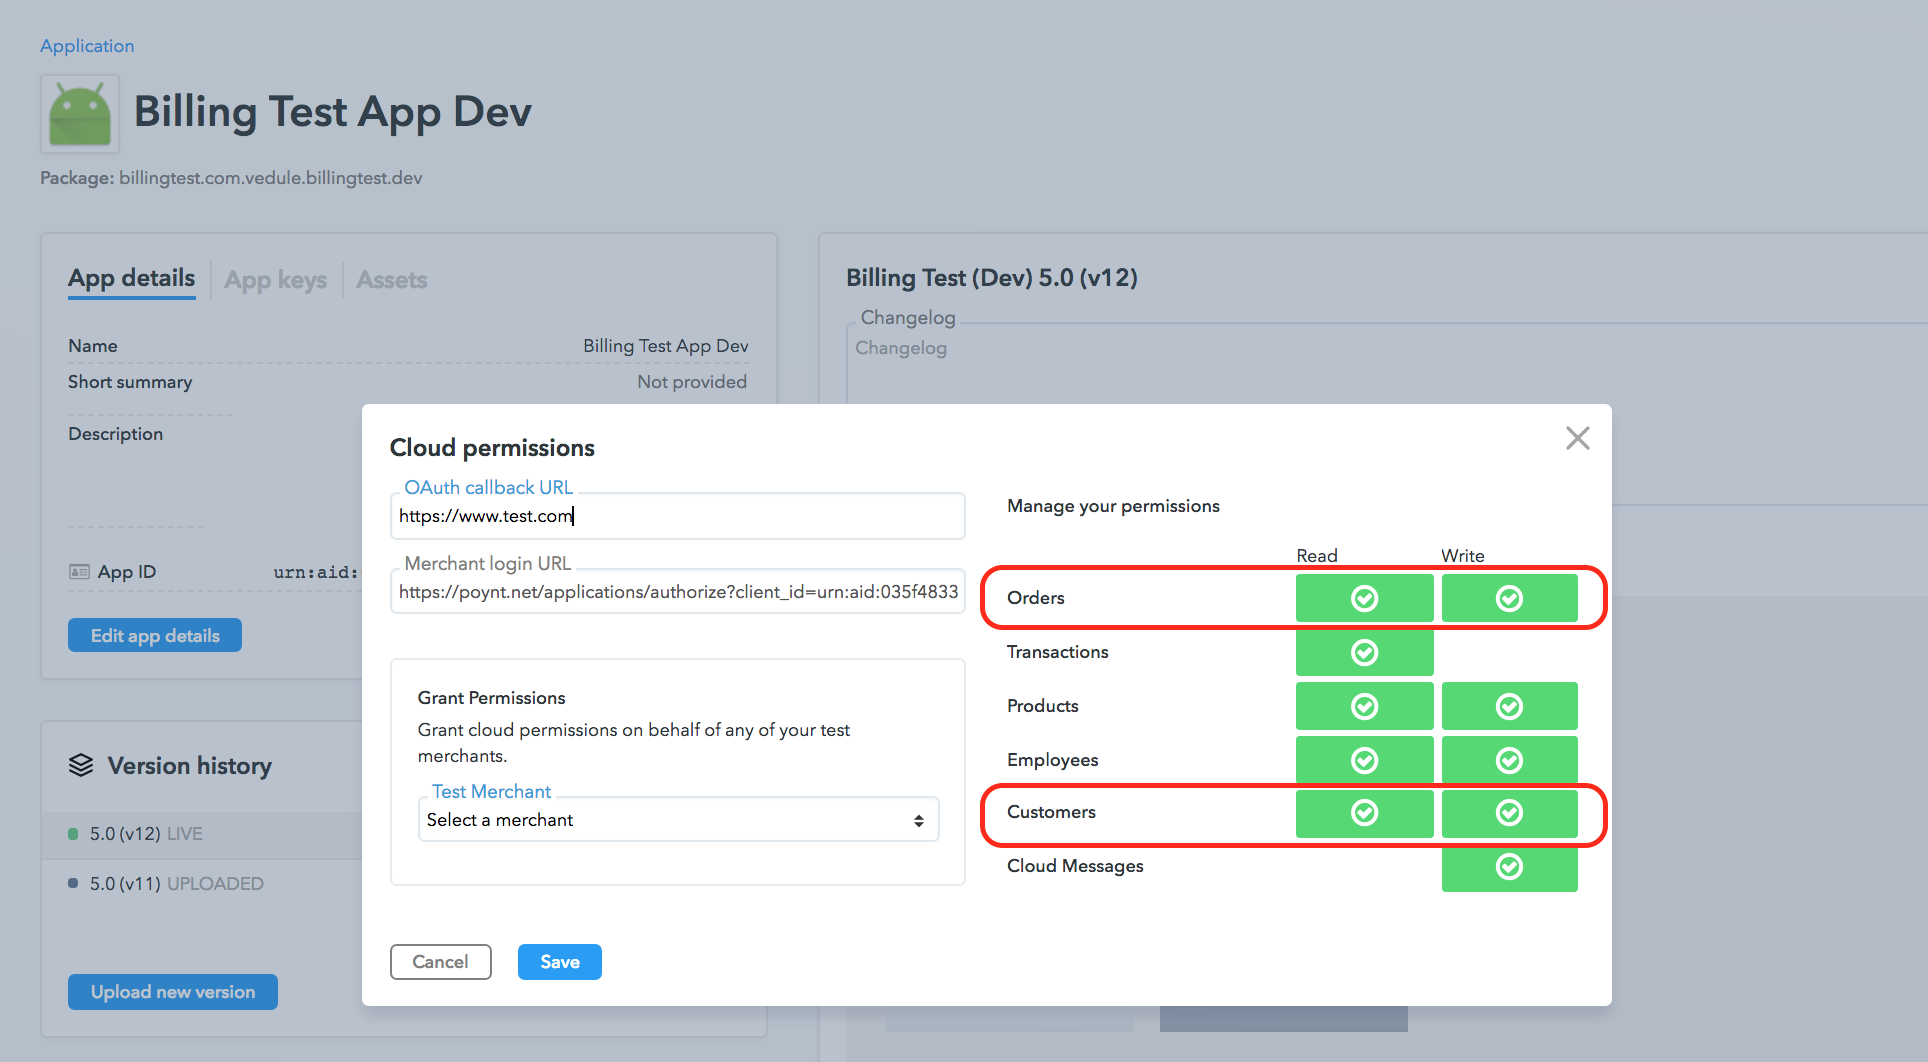 Application
Billing Test App Dev
Package: billingtest.com.vedule.billingtest.dev
App details
App keys
Assets
Name
Billing Test App Dev
Short summary
Not provided
Description
App ID
urn:aid:
Edit app details
Version history
5.0 (v12) LIVE
5.0 (v11) UPLOADED
Upload new version
Billing Test (Dev) 5.0 (v12)
Changelog
Changelog
Cloud permissions
OAuth callback URL
https://www.test.com
Merchant login URL
https://poynt.net/applications/authorize?client_id=urn:aid:035f4833
Grant Permissions
Grant cloud permissions on behalf of any of your test
merchants.
Test Merchant
Select a merchant
Cancel
Save
Manage your permissions
Read Write
Orders
Transactions
Products
Employees
Customers
Cloud Messages